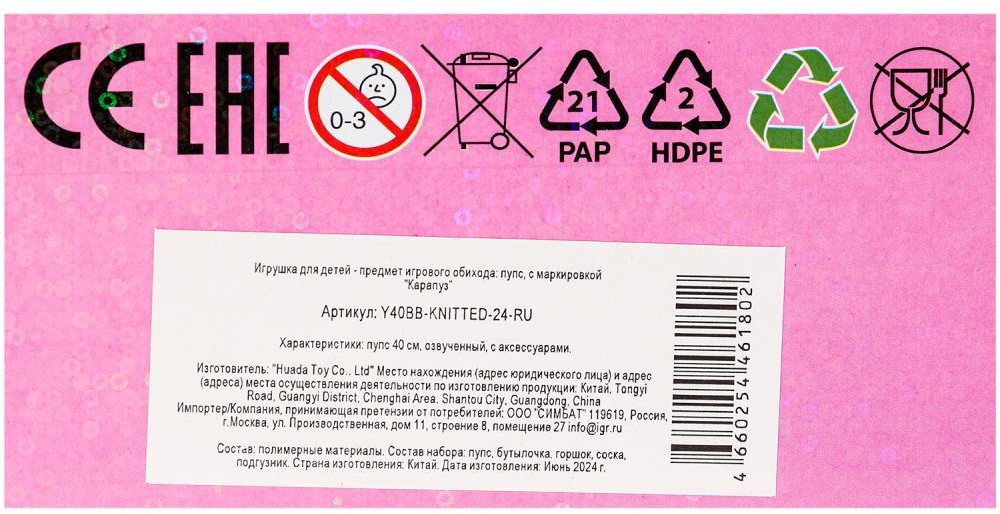 CE EAC
0-3
21
PAP
2
HDPE
Игрушка для детей - предмет игрового обихода: пупс, с маркировкой
"Карапуз"
Артикул: Y40BB-KNITTED-24-RU
Характеристики: пупс 40 см, озвученный, с аксессуарами.
Изготовитель: "Huada Toy Co., Ltd" Место нахождения (адрес юридического лица) и адрес
(адреса) места осуществления деятельности по изготовлению продукции: Китай, Tongyi
Road, Guangyi District, Chenghai Area. Shantou City, Guangdong, China
Импортер/Компания, принимающая претензии от потребителей: ООО "СИМБАТ" 119619, Россия,
г.Москва, ул. Производственная, дом 11, строение 8, помещение 27 info@igr.ru
Состав: полимерные материалы. Состав набора: пупс, бутылочка, горшок, соска,
подгузник. Страна изготовления: Китай. Дата изготовления: Июнь 2024 г.
4 660254 461802